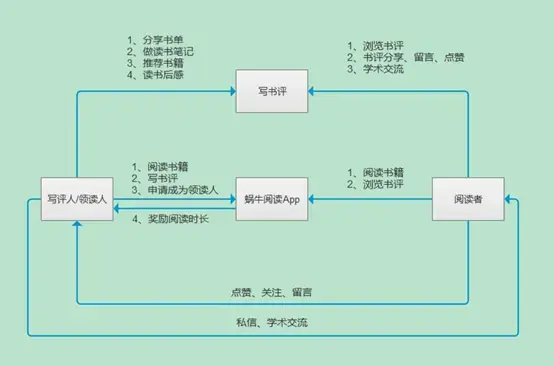 1、分享书单
2、做读书笔记
3、推荐书籍
4、读书后感
1、浏览书评
2、书评分享、留言、点赞
3、学术交流
写书评
1、阅读书籍
2、写书评
3、申请成为领读人
1、阅读书籍
2、浏览书评
写评人/领读人
蜗牛阅读App
阅读者
4、奖励阅读时长
点赞、关注、留言
私信、学术交流